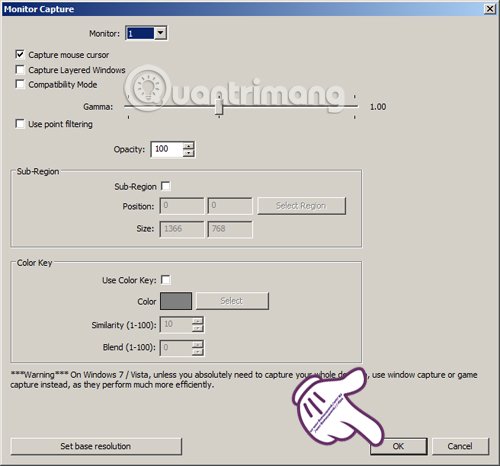 Monitor Capture
Monitor: 1
Capture mouse cursor
Capture Layered Windows
Compatibility Mode
Quantrimang
Gamma: 1.00
Use point filtering
Opacity: 100
Sub-Region
Sub-Region
Position: 0 0 Select Region
Size: 1366 768
Color Key
Use Color Key:
Color Select
Similarity (1-100): 10
Blend (1-100): 0
***Warning*** On Windows 7 / Vista, unless you absolutely need to capture your whole use window capture or game
capture instead, as they perform much more efficiently.
Set base resolution OK Cancel